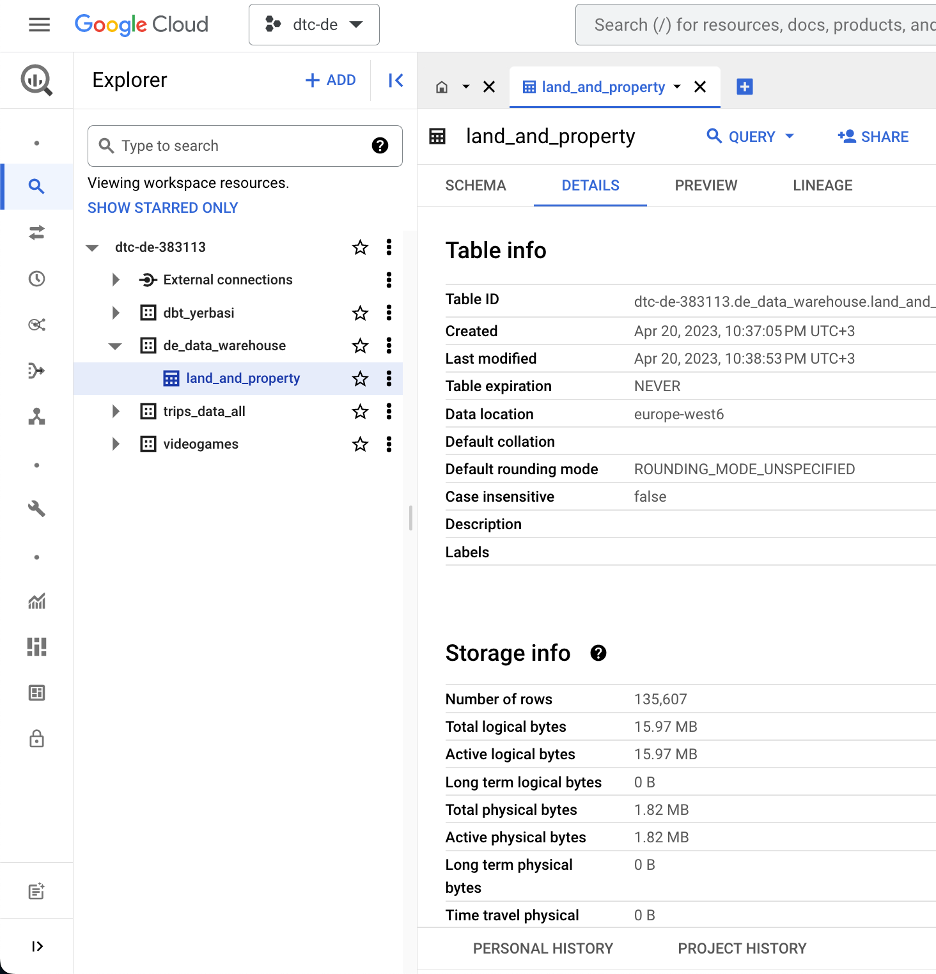 Google Cloud
dtc-de
Search (/) for resources, docs, products, and
Explorer
+ ADD
land_and_property
Type to search
Viewing workspace resources.
SHOW STARRED ONLY
dtc-de-383113
External connections
dbt_yerbasi
de_data_warehouse
land_and_property
trips_data_all
videogames
land_and_property
QUERY
SHARE
SCHEMA
DETAILS
PREVIEW
LINEAGE
Table info
Table ID dtc-de-383113.de_data_warehouse.land_and_
Created Apr 20, 2023, 10:37:05 PM UTC+3
Last modified Apr 20, 2023, 10:38:53 PM UTC+3
Table expiration NEVER
Data location europe-west6
Default collation
Default rounding mode ROUNDING_MODE_UNSPECIFIED
Case insensitive false
Description
Labels
Storage info
Number of rows 135,607
Total logical bytes 15.97 MB
Active logical bytes 15.97 MB
Long term logical bytes 0 B
Total physical bytes 1.82 MB
Active physical bytes 1.82 MB
Long term physical 0 B
bytes
Time travel physical 0 B
PERSONAL HISTORY
PROJECT HISTORY